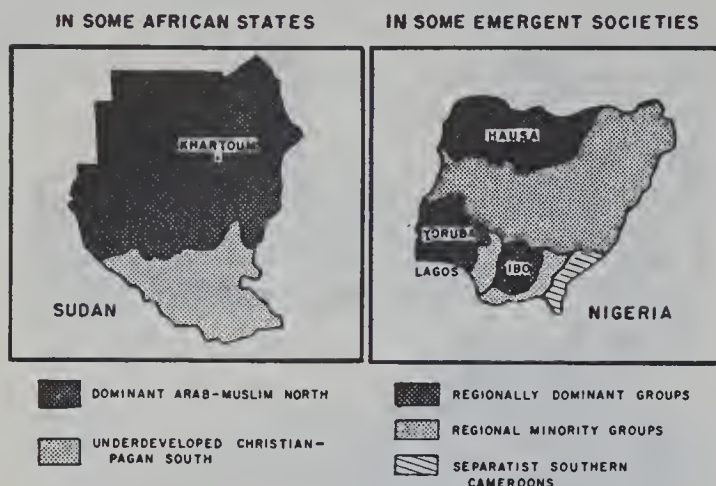 IN SOME AFRICAN STATES
KHARTOUM
SUDAN
DOMINANT ARAB-MUSLIM NORTH
UNDERDEVELOPED CHRISTIAN-
PAGAN SOUTH
IN SOME EMERGENT SOCIETIES
HAUSA
YORUBA
LAGOS
IBO
NIGERIA
REGIONALLY DOMINANT GROUPS
REGIONAL MINORITY GROUPS
SEPARATIST SOUTHERN
CAMEROONS